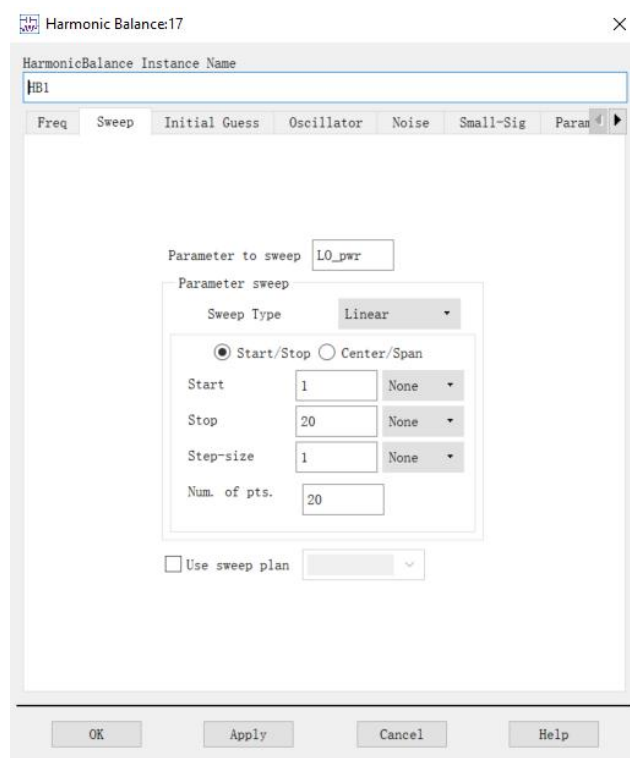 Harmonic Balance:17
HarmonicBalance Instance Name
HB1
Freq Sweep Initial Guess Oscillator Noise Small-Sig Param
Parameter to sweep LO_pwr
Parameter sweep
Sweep Type Linear
Start/Stop Center/Span
Start 1 None
Stop 20 None
Step-size 1 None
Num. of pts. 20
Use sweep plan
OK Apply Cancel Help